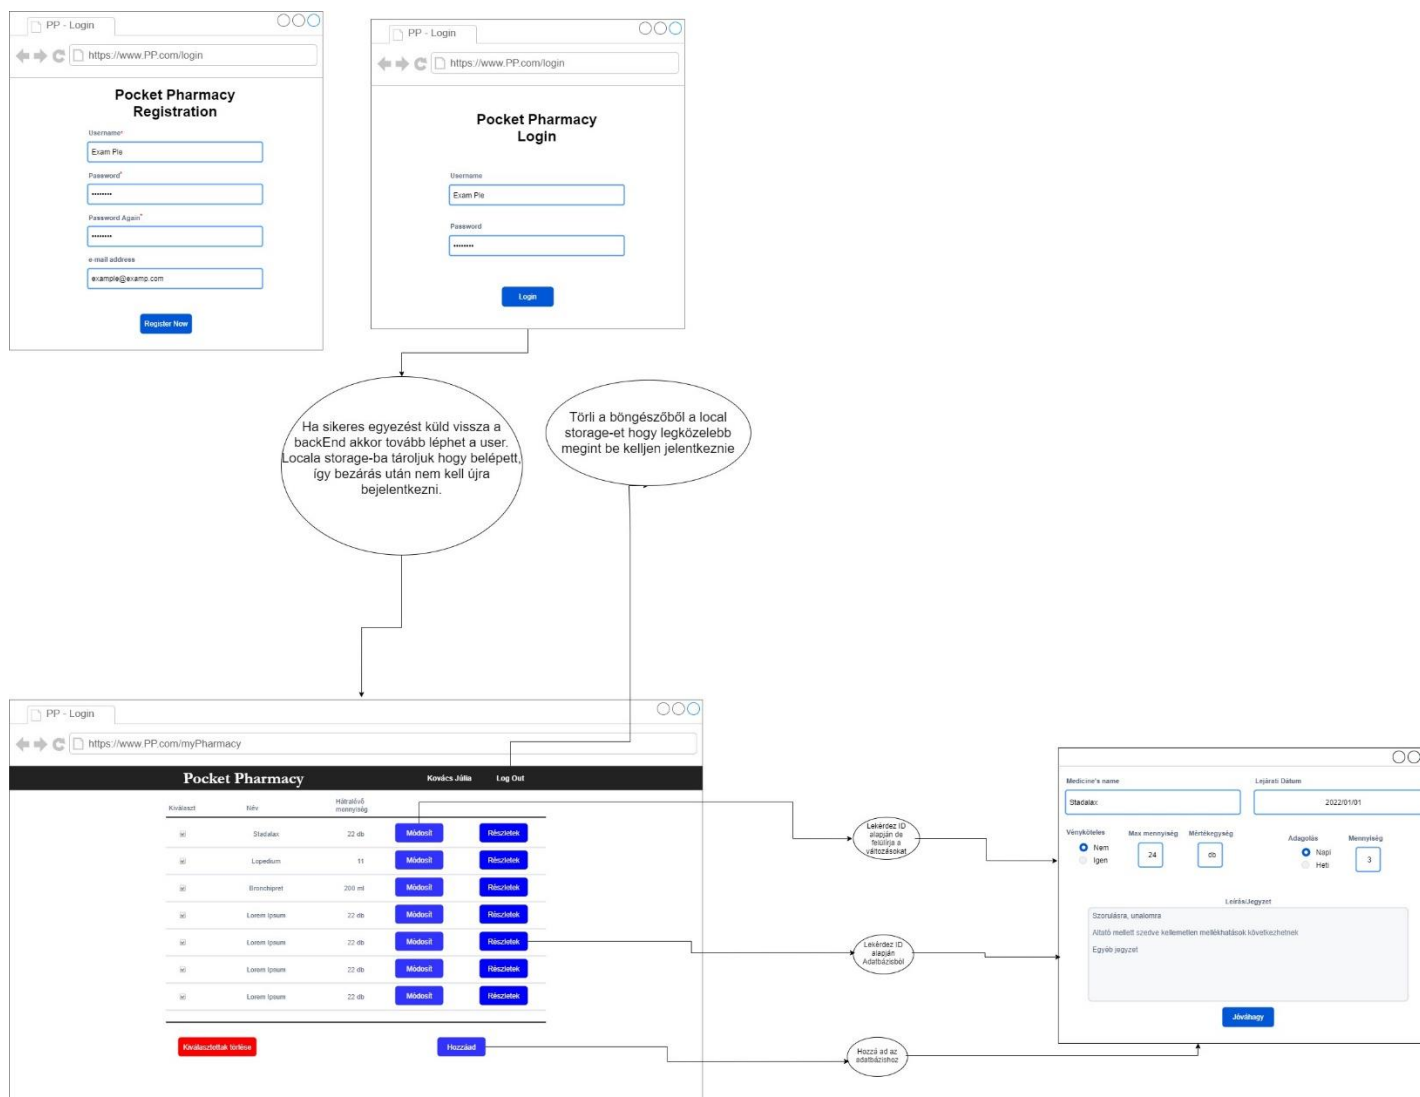 PP - Login
https://www.PP.com/login
Pocket Pharmacy
Registration
Username*
Exam Ple
Password*
••••••••
Password Again*
••••••••
e-mail address
example@examp.com
Register Now
PP - Login
https://www.PP.com/login
Pocket Pharmacy
Login
Username
Exam Ple
Password
••••••••
Login
Ha sikeres egyezést küld vissza a
backEnd akkor tovább léphet a user.
Locala storage-ba tároljuk hogy belépett,
így bezárás után nem kell újra
bejelentkezni.
Törli a böngészőből a local
storage-et hogy legközelebb
megint be kelljen jelentkeznie
PP - Login
https://www.PP.com/myPharmacy
Pocket Pharmacy Kovács Júlia Log Out
Kiválaszt Név Hátralévő
mennyiség
Stadalax 22 db Módosít Részletek
Lopedium 11 Módosít Részletek
Bronchipret 200 ml Módosít Részletek
Lorem Ipsum 22 db Módosít Részletek
Lorem Ipsum 22 db Módosít Részletek
Lorem Ipsum 22 db Módosít Részletek
Lorem Ipsum 22 db Módosít Részletek
Kiválasztottak törlése Hozzáad
Lekérdez ID
alapján de
felülírja a
változásokat
Lekérdez ID
alapján
Adatbázisból
Hozzá ad az
adatbázishoz
Medicine's name Lejárati Dátum
Stadalax 2022/01/01
Vényköteles Max mennyiség Mértékegység Adagolás Mennyiség
Nem
Igen
24 db
Napi
Heti
3
Leírás/Jegyzet
Szorulásra, unalomra
Altató mellett szedve kellemetlen mellékhatások következhetnek
Egyéb jegyzet
Jóváhagy